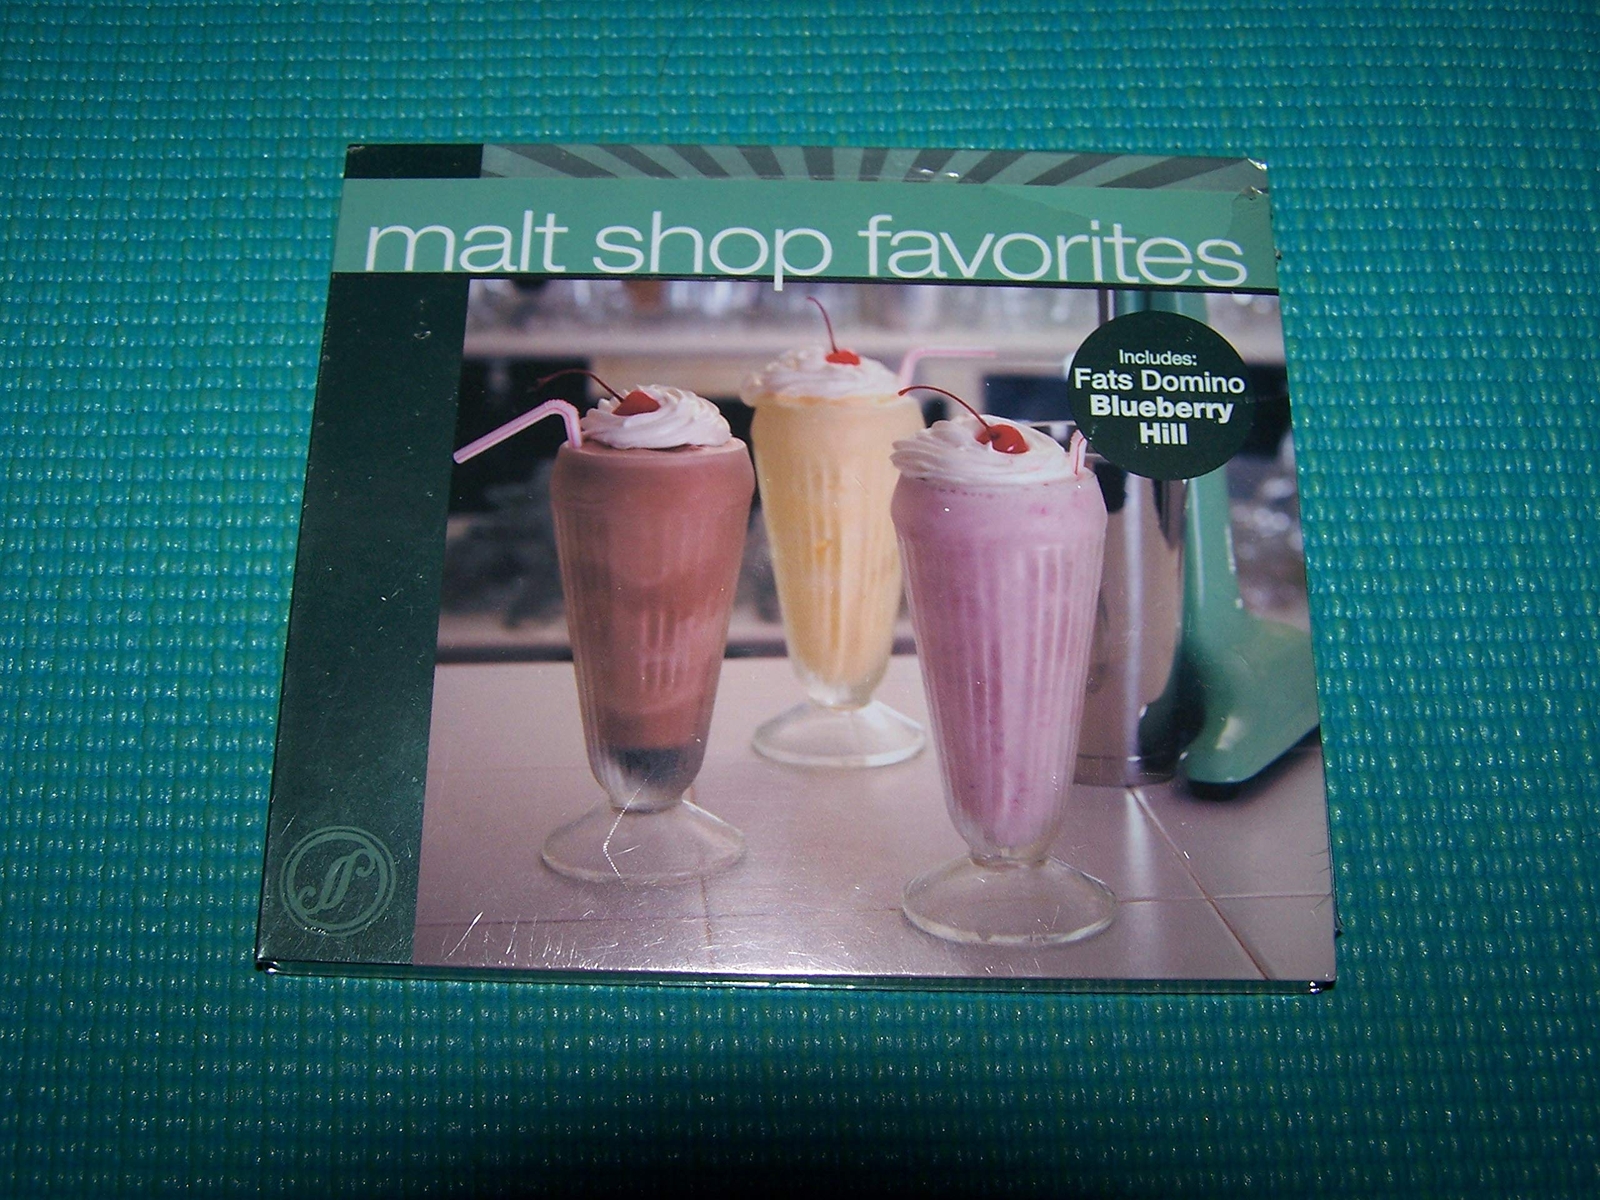 malt shop favorites
Includes:
Fats Domino
Blueberry
Hill